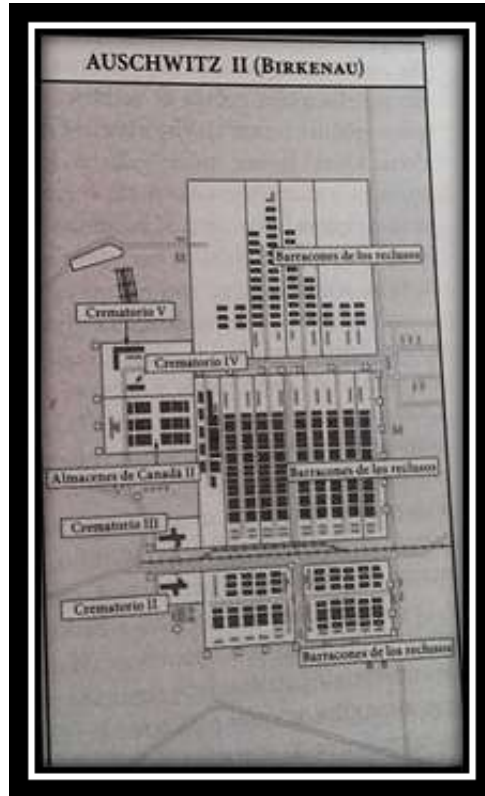 AUSCHWITZ II (BIRKENAU)
Barracones de los reclusos
Crematorio V
Crematorio IV
Almacenes de Canadá II
Barracones de los reclusos
Crematorio III
Crematorio II
Barracones de los reclusos